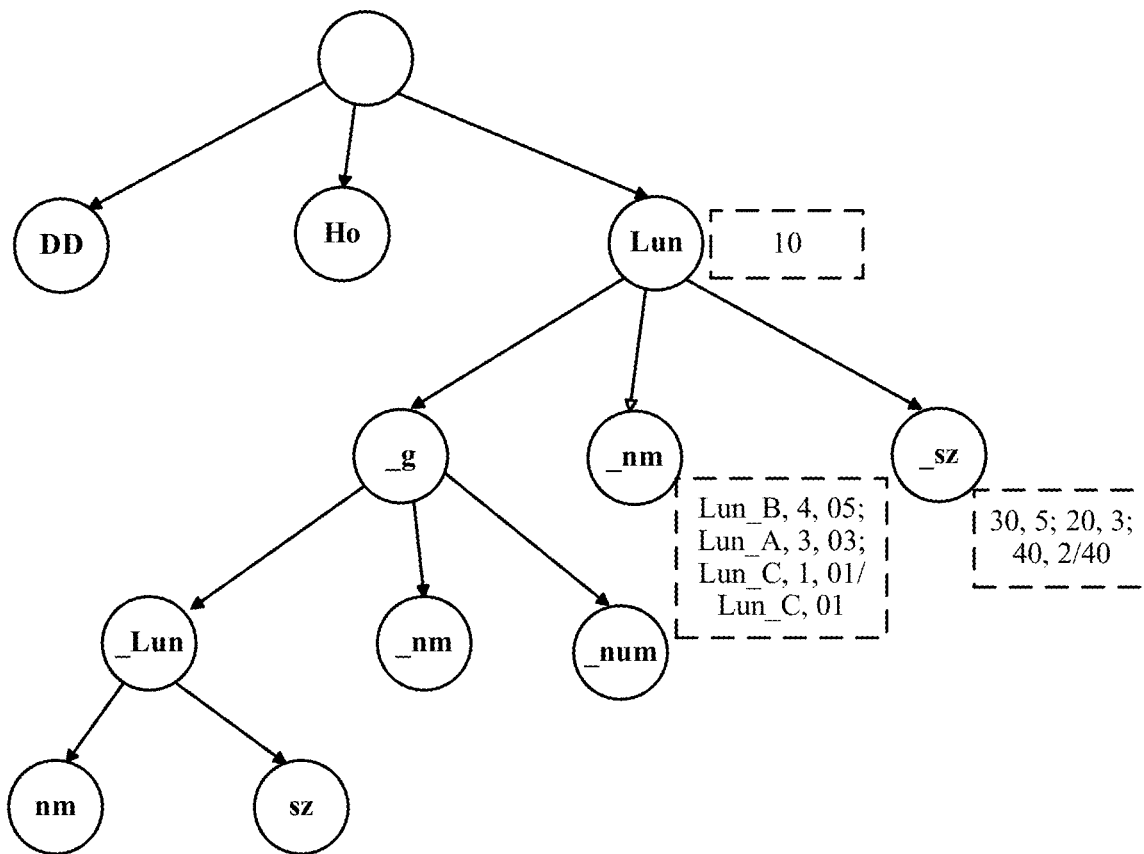 DD
Ho
Lun
10
_g
_nm
_sz
Lun_B, 4, 05;
Lun_A, 3, 03;
Lun_C, 1, 01/
Lun_C, 01
30, 5; 20, 3;
40, 2/40
_Lun
_nm
_num
nm
sz